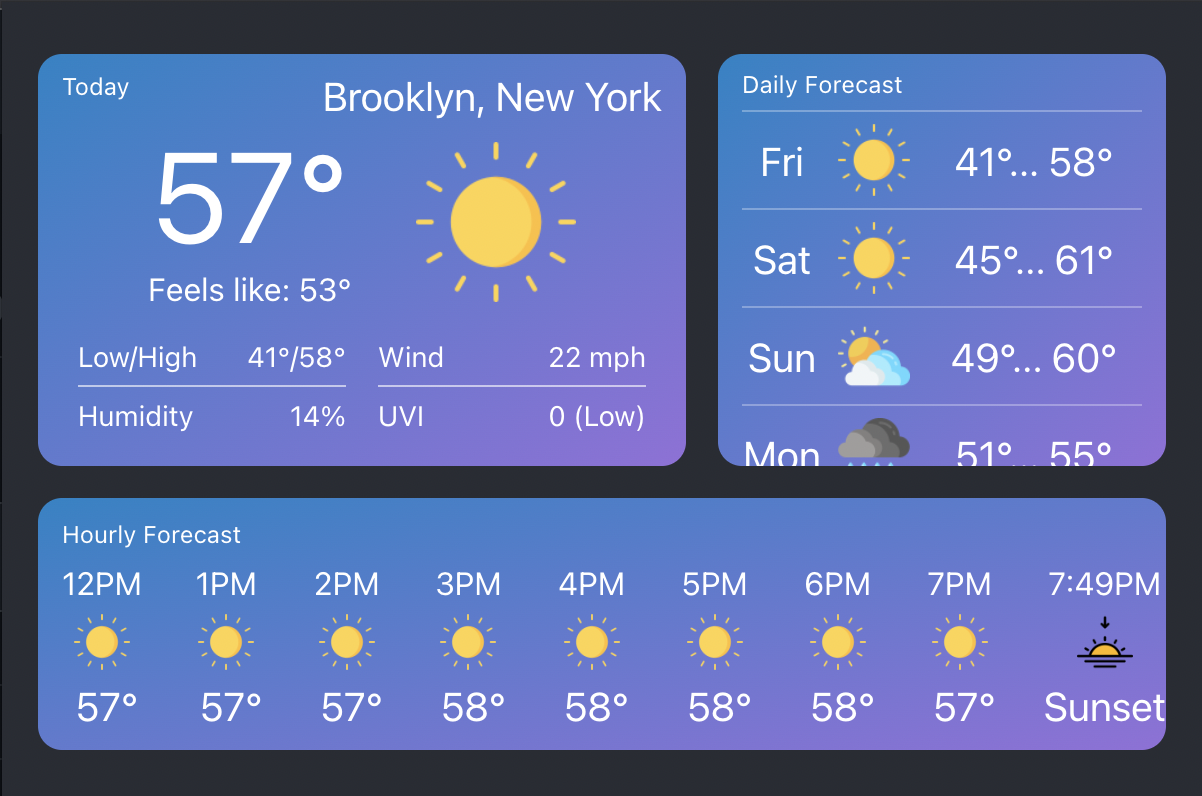 Today
Brooklyn, New York
57°
Feels like: 53°
Low/High 41°/58° Wind 22 mph
Humidity 14% UVI 0 (Low)
Daily Forecast
Fri 41°... 58°
Sat 45°... 61°
Sun 49°... 60°
Mon 51°... 55°
Hourly Forecast
12PM 1PM 2PM 3PM 4PM 5PM 6PM 7PM 7:49PM
57° 57° 57° 58° 58° 58° 58° 57° Sunset